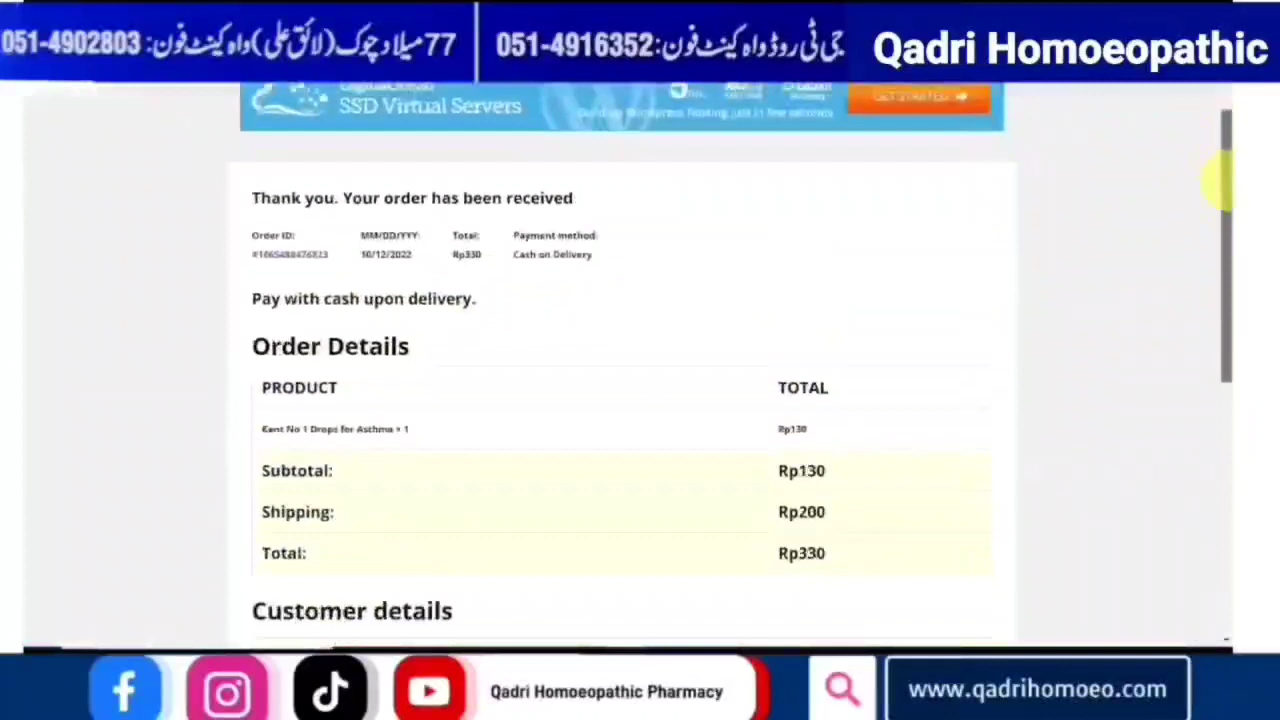 77 میلاد چوک (لائق علی) واہ کینٹ فون: 051-4902803
جی ٹی روڈ واہ کینٹ فون: 051-4916352
Qadri Homoeopathic
SSD Virtual Servers
GET STARTED
Thank you. Your order has been received
Order ID: MM/DD/YYY: Total: Payment method:
10/12/2022 Rp330 Cash on Delivery
Pay with cash upon delivery.
Order Details
PRODUCT TOTAL
Kent No 1 Drops for Asthma × 1 Rp130
Subtotal: Rp130
Shipping: Rp200
Total: Rp330
Customer details
Qadri Homoeopathic Pharmacy
www.qadrihomoeo.com